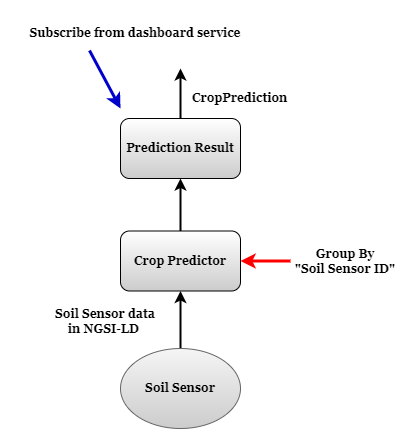 Subscribe from dashboard service
CropPrediction
Prediction Result
Crop Predictor
Group By
"Soil Sensor ID"
Soil Sensor data
in NGSI-LD
Soil Sensor